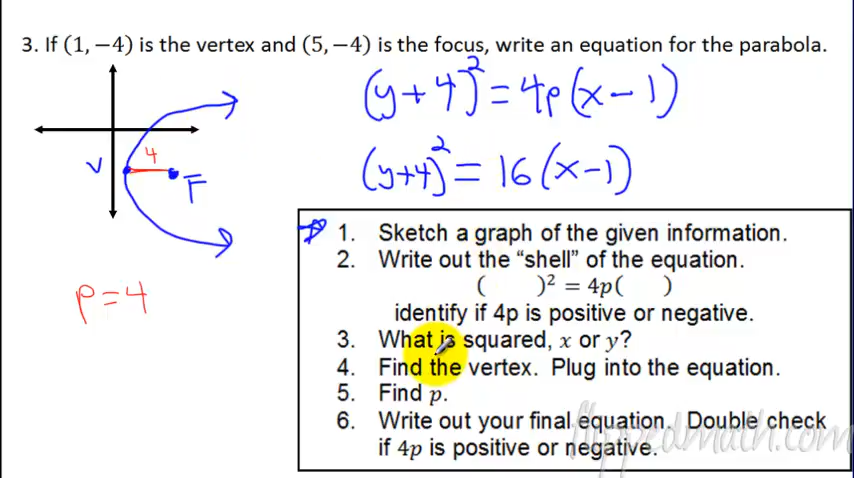 3. If (1, −4) is the vertex and (5, −4) is the focus, write an equation for the parabola.
(y+4)² = 4p(x−1)
4
V
F
(y+4)² = 16(x−1)
p=4
1. Sketch a graph of the given information.
2. Write out the “shell” of the equation.
( )² = 4p( )
identify if 4p is positive or negative.
3. What is squared, x or y?
4. Find the vertex. Plug into the equation.
5. Find p.
6. Write out your final equation. Double check
if 4p is positive or negative.
flippedmath.com